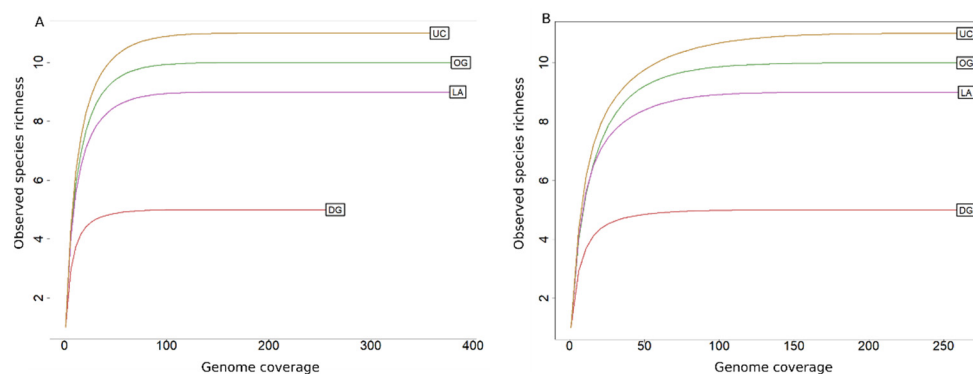 A
UC
OG
LA
DG
10
8
6
4
2
Observed species richness
0 100 200 300 400
Genome coverage
B
UC
OG
LA
DG
10
8
6
4
2
Observed species richness
0 50 100 150 200 250
Genome coverage